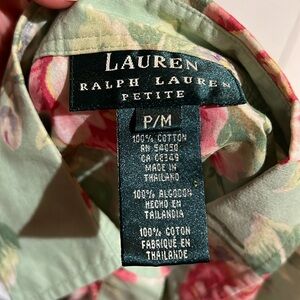 LAUREN
RALPH LAUREN
PETITE
P/M
100% COTTON
RN 54050
CA 08349
MADE IN
THAILAND
100% ALGODON
HECHO EN
TAILANDIA
100% COTON
FABRIQUÉ EN
THAILANDE